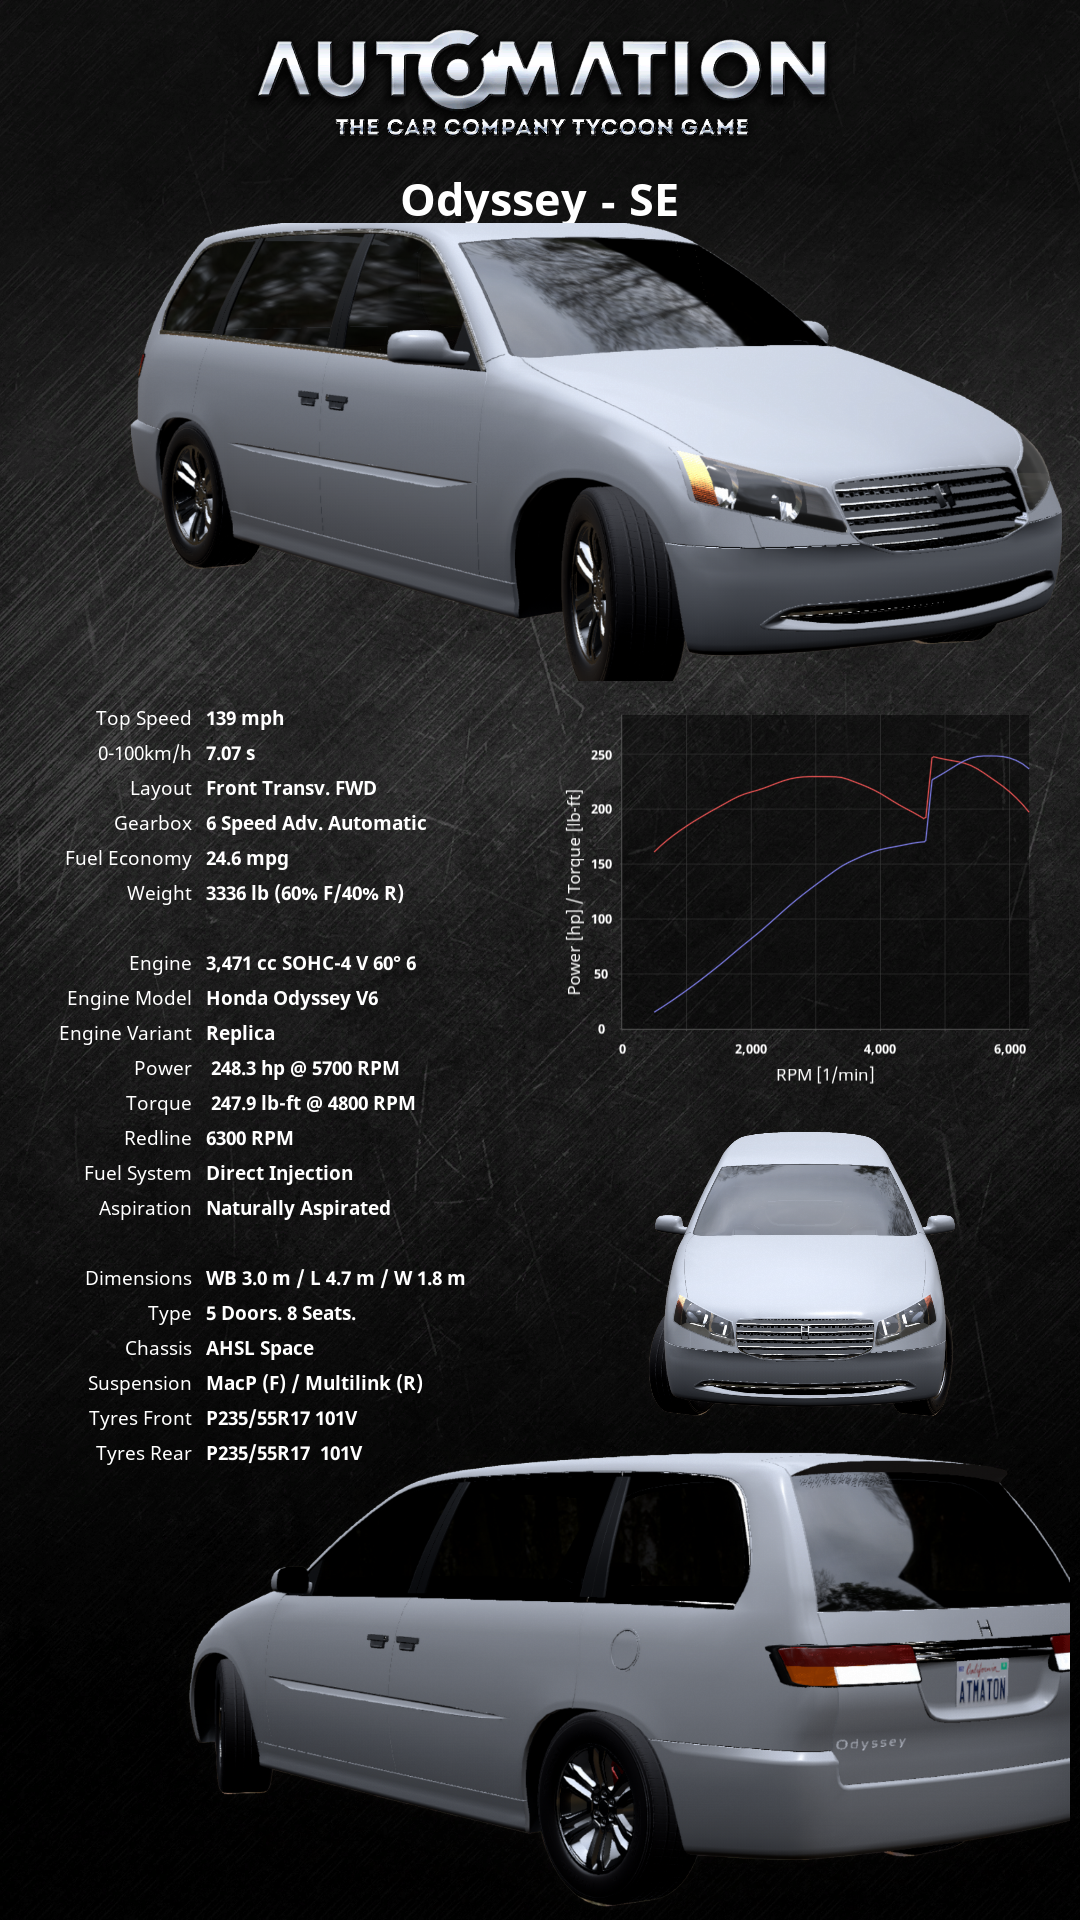 AUTOMATION
THE CAR COMPANY TYCOON GAME
Odyssey - SE
Top Speed 139 mph
0-100km/h 7.07 s
Layout Front Transv. FWD
Gearbox 6 Speed Adv. Automatic
Fuel Economy 24.6 mpg
Weight 3336 lb (60% F/40% R)
Engine 3,471 cc SOHC-4 V 60° 6
Engine Model Honda Odyssey V6
Engine Variant Replica
Power 248.3 hp @ 5700 RPM
Torque 247.9 lb-ft @ 4800 RPM
Redline 6300 RPM
Fuel System Direct Injection
Aspiration Naturally Aspirated
Dimensions WB 3.0 m / L 4.7 m / W 1.8 m
Type 5 Doors. 8 Seats.
Chassis AHSL Space
Suspension MacP (F) / Multilink (R)
Tyres Front P235/55R17 101V
Tyres Rear P235/55R17 101V
Power [hp] / Torque [lb-ft]
250
200
150
100
50
0
0 2,000 4,000 6,000
RPM [1/min]
H
California
ATMATON
Odyssey